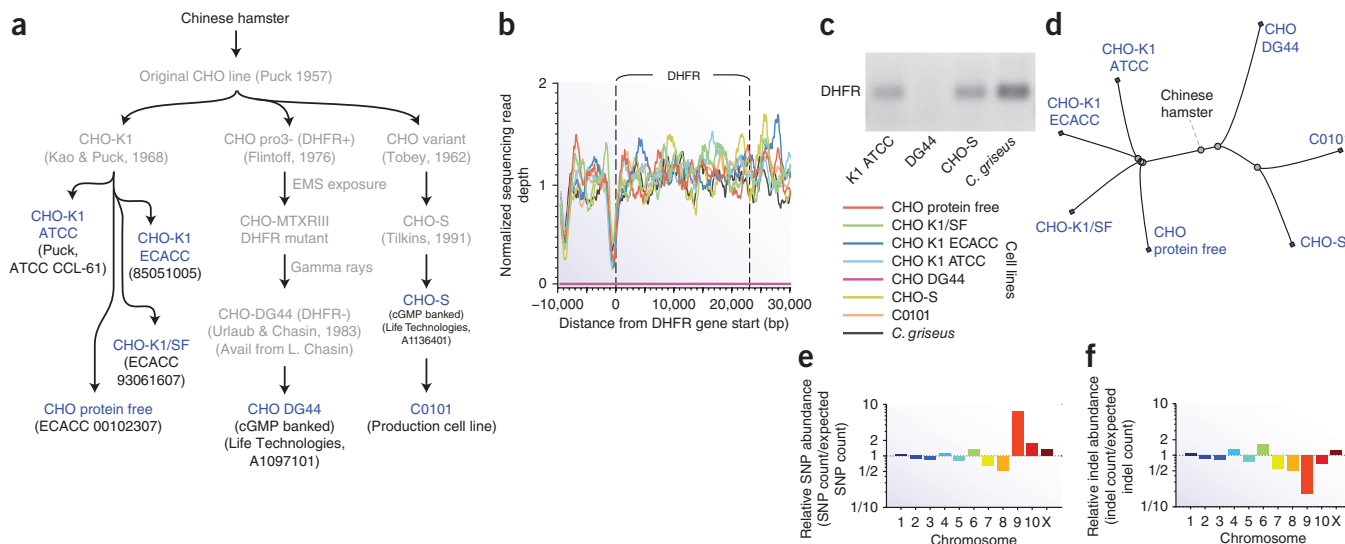 a
Chinese hamster
Original CHO line (Puck 1957)
CHO-K1
(Kao & Puck, 1968)
CHO pro3- (DHFR+)
(Flintoff, 1976)
CHO variant
(Tobey, 1962)
EMS exposure
CHO-K1
ATCC
(Puck,
ATCC CCL-61)
CHO-K1
ECACC
(85051005)
CHO-MTXRIII
DHFR mutant
CHO-S
(Tilkins, 1991)
Gamma rays
CHO-K1/SF
(ECACC
93061607)
CHO-DG44 (DHFR-)
(Urlaub & Chasin, 1983)
(Avail from L. Chasin)
CHO-S
(cGMP banked)
(Life Technologies,
A1136401)
CHO protein free
(ECACC 00102307)
CHO DG44
(cGMP banked)
(Life Technologies,
A1097101)
C0101
(Production cell line)
b
DHFR
Normalized sequencing read
depth
2
1
0
−10,000 0 10,000 20,000 30,000
Distance from DHFR gene start (bp)
c
DHFR
K1 ATCC
DG44
CHO-S
C. griseus
CHO protein free
CHO K1/SF
CHO K1 ECACC
CHO K1 ATCC
CHO DG44
CHO-S
C0101
C. griseus
Cell lines
d
CHO
DG44
CHO-K1
ATCC
Chinese
hamster
CHO-K1
ECACC
C0101
CHO-K1/SF
CHO
protein free
CHO-S
e
Relative SNP abundance
(SNP count/expected
SNP count)
10
2
1
1/2
1/10
1 2 3 4 5 6 7 8 9 10 X
Chromosome
f
Relative indel abundance
(indel count/expected
indel count)
10
2
1
1/2
1/10
1 2 3 4 5 6 7 8 9 10 X
Chromosome